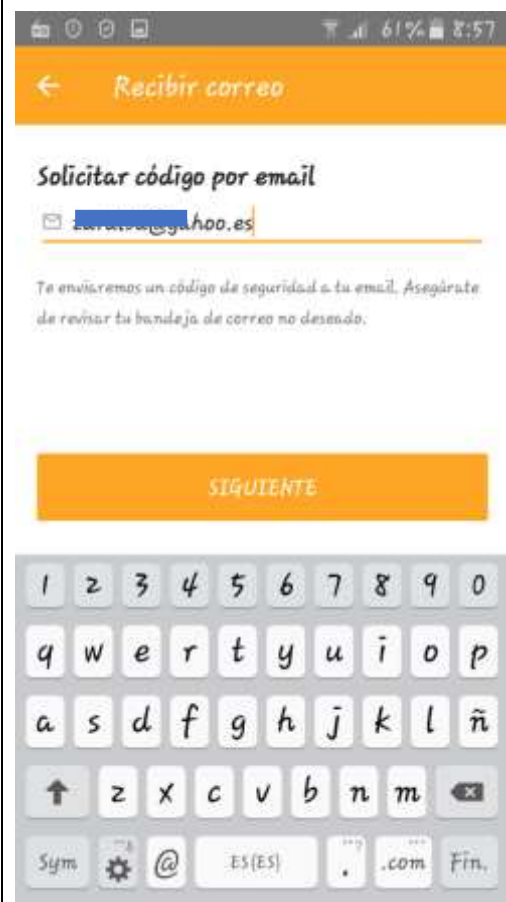 61% 8:57
Recibir correo
Solicitar código por email
@yahoo.es
Te enviaremos un código de seguridad a tu email. Asegúrate
de revisar tu bandeja de correo no deseado.
SIGUIENTE
1 2 3 4 5 6 7 8 9 0
q w e r t y u i o p
a s d f g h j k l ñ
z x c v b n m
Sym @ ES(ES) . .com Fin.